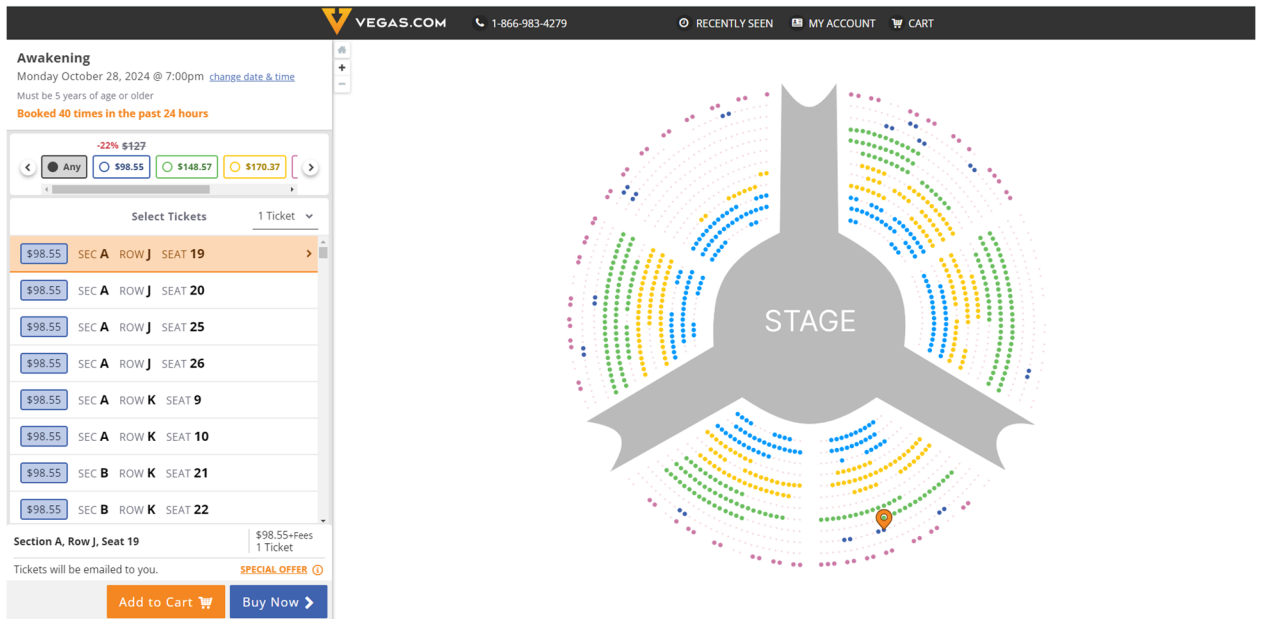 VEGAS.COM 1-866-983-4279 RECENTLY SEEN MY ACCOUNT CART
Awakening
Monday October 28, 2024 @ 7:00pm change date & time
Must be 5 years of age or older
Booked 40 times in the past 24 hours
-22% $127
Any $98.55 $148.57 $170.37
Select Tickets 1 Ticket
$98.55 SEC A ROW J SEAT 19
$98.55 SEC A ROW J SEAT 20
$98.55 SEC A ROW J SEAT 25
$98.55 SEC A ROW J SEAT 26
$98.55 SEC A ROW K SEAT 9
$98.55 SEC A ROW K SEAT 10
$98.55 SEC B ROW K SEAT 21
$98.55 SEC B ROW K SEAT 22
Section A, Row J, Seat 19
$98.55+Fees
1 Ticket
Tickets will be emailed to you. SPECIAL OFFER
Add to Cart Buy Now
STAGE